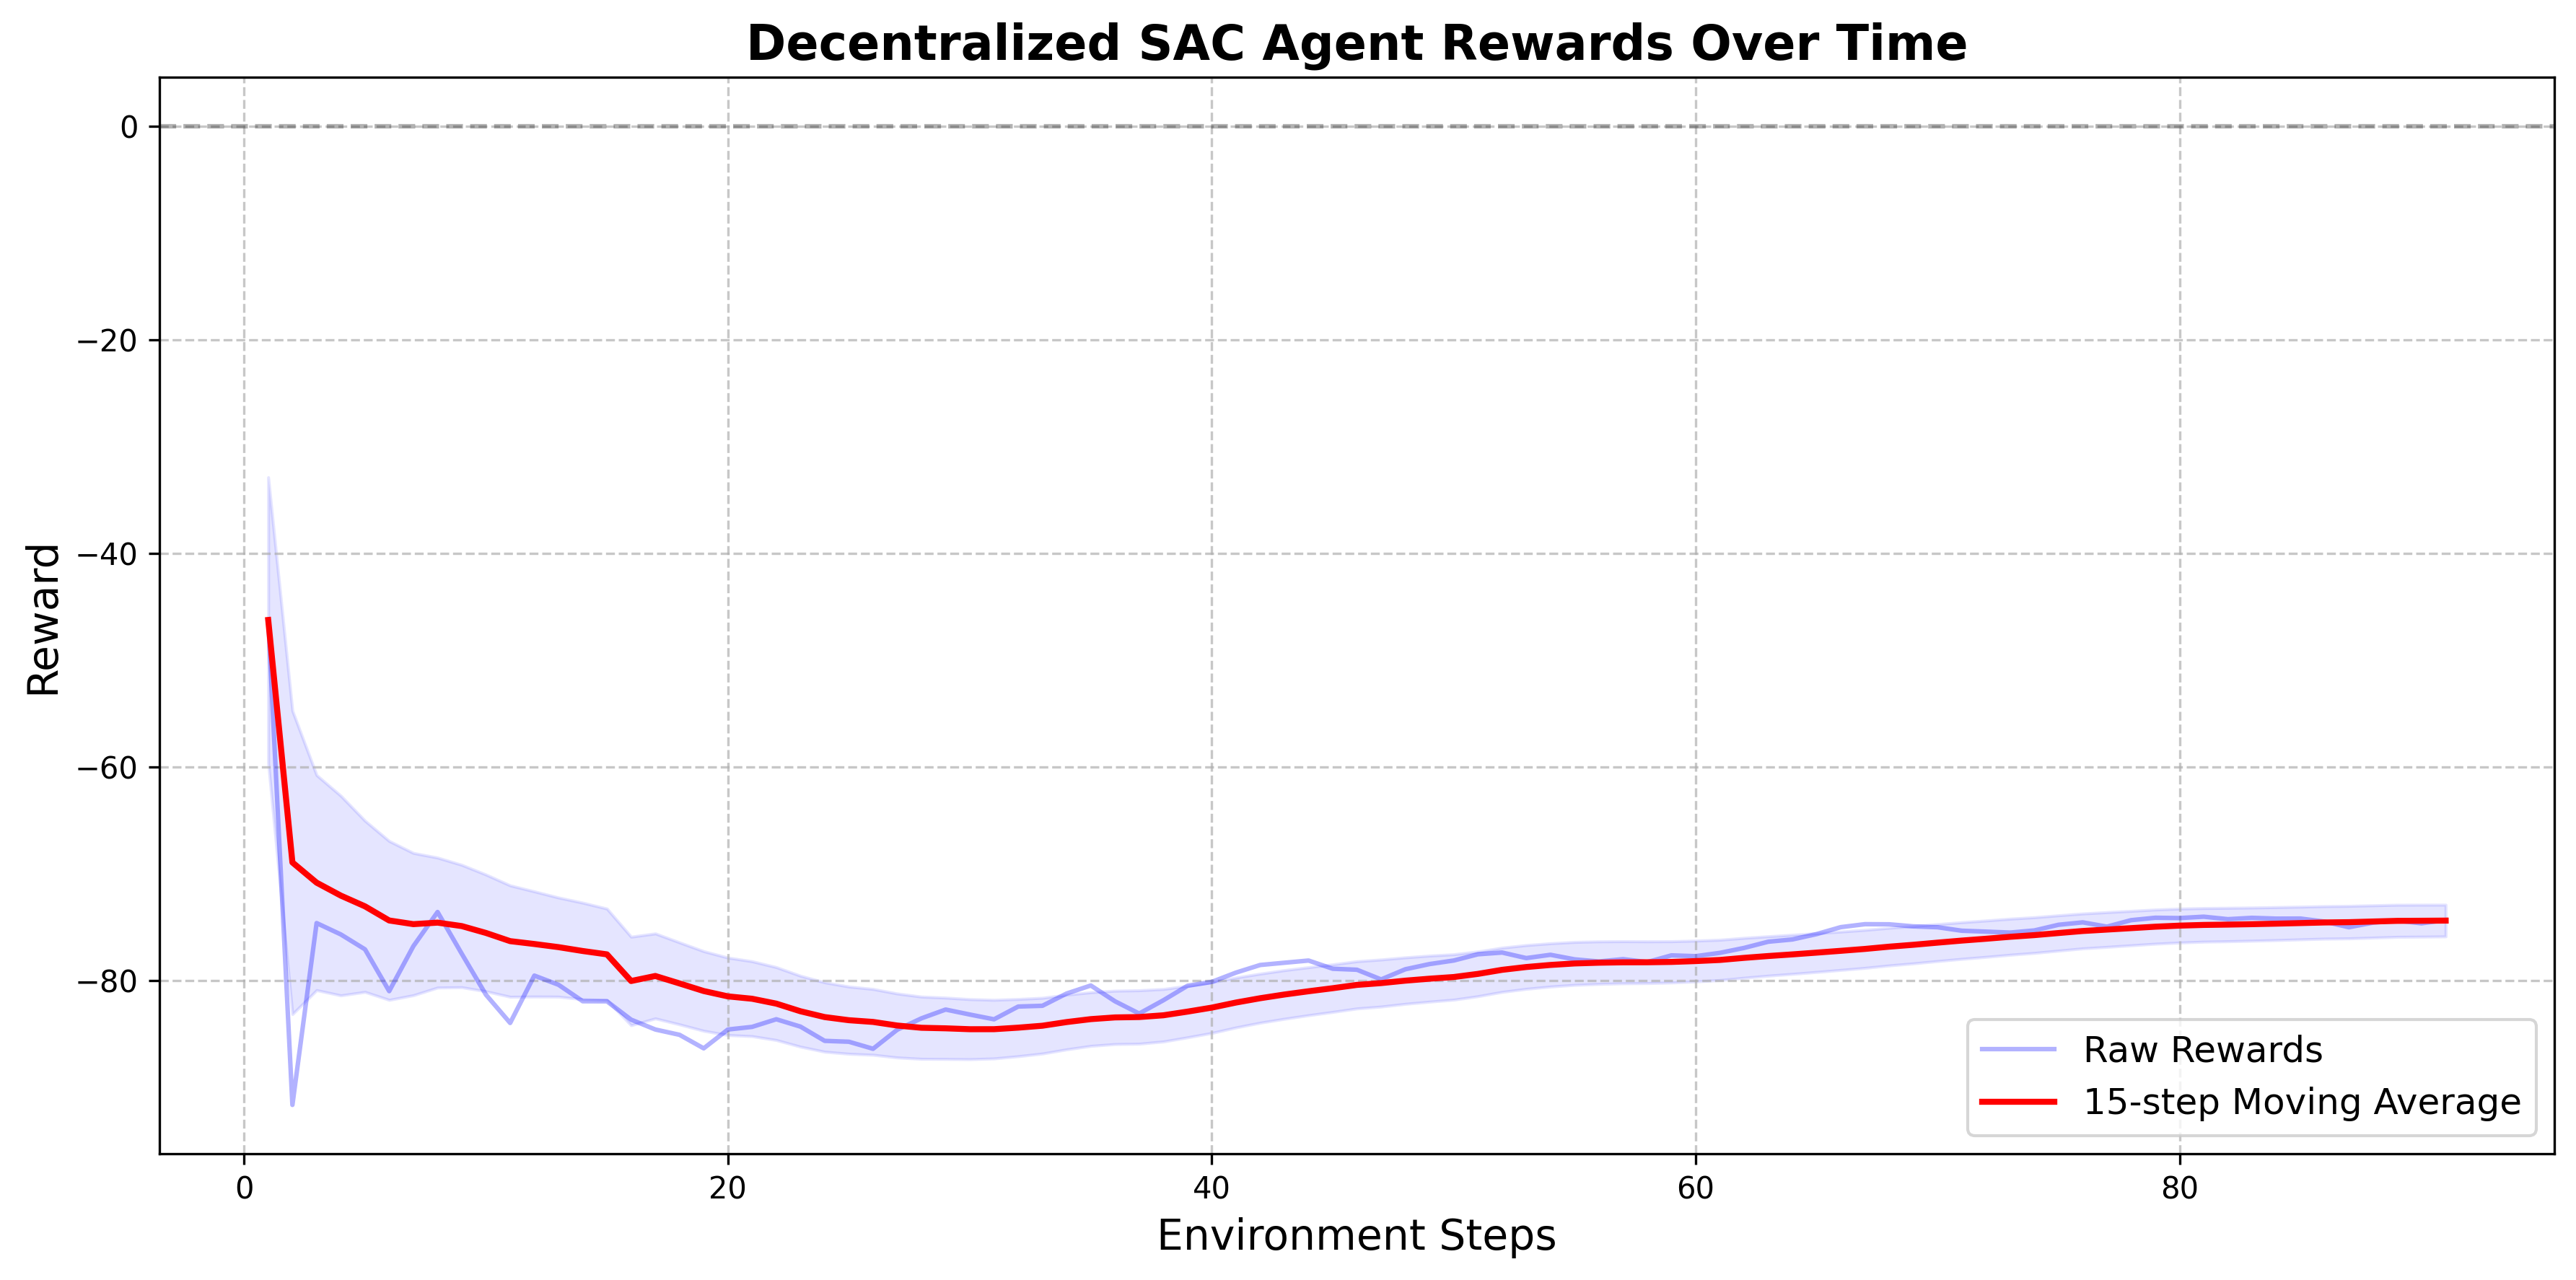 Decentralized SAC Agent Rewards Over Time
Reward
0
−20
−40
−60
−80
0
20
40
60
80
Environment Steps
Raw Rewards
15-step Moving Average